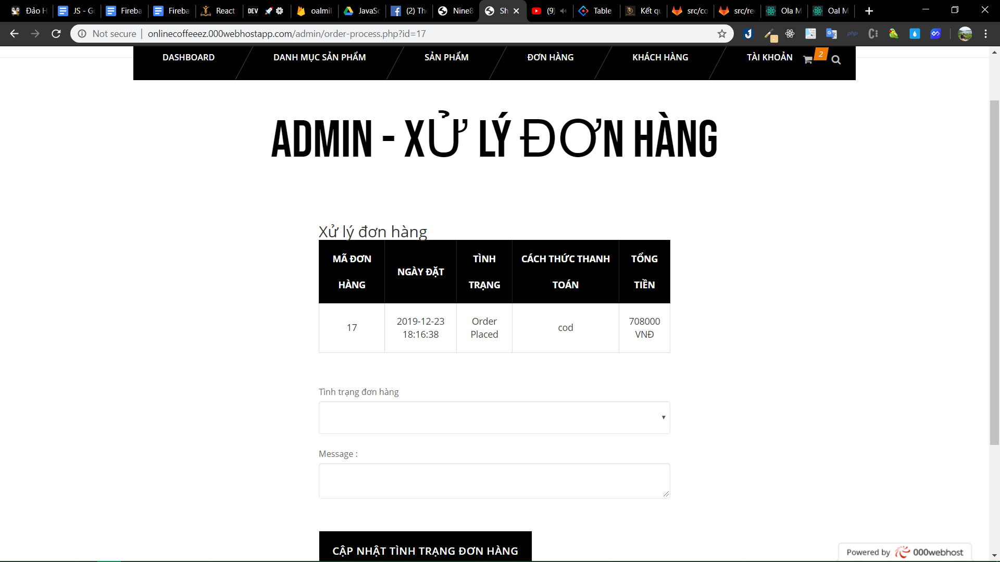 Đảo H
JS - Go
Fireba
Fireba
React
DEV
oalmil
JavaSc
(2) Th
Nine8
Sh
(9)
Table
Kết qu
src/co
src/re
Ola M
Oal M
Not secure
onlinecoffeeez.000webhostapp.com/admin/order-process.php?id=17
php
DASHBOARD
DANH MỤC SẢN PHẨM
SẢN PHẨM
ĐƠN HÀNG
KHÁCH HÀNG
TÀI KHOẢN
2
ADMIN - XỬ LÝ ĐƠN HÀNG
Xử lý đơn hàng
MÃ ĐƠN
HÀNG
NGÀY ĐẶT
TÌNH
TRẠNG
CÁCH THỨC THANH
TOÁN
TỔNG
TIỀN
17
2019-12-23
18:16:38
Order
Placed
cod
708000
VNĐ
Tình trạng đơn hàng
Message :
CẬP NHẬT TÌNH TRẠNG ĐƠN HÀNG
Powered by 000webhost